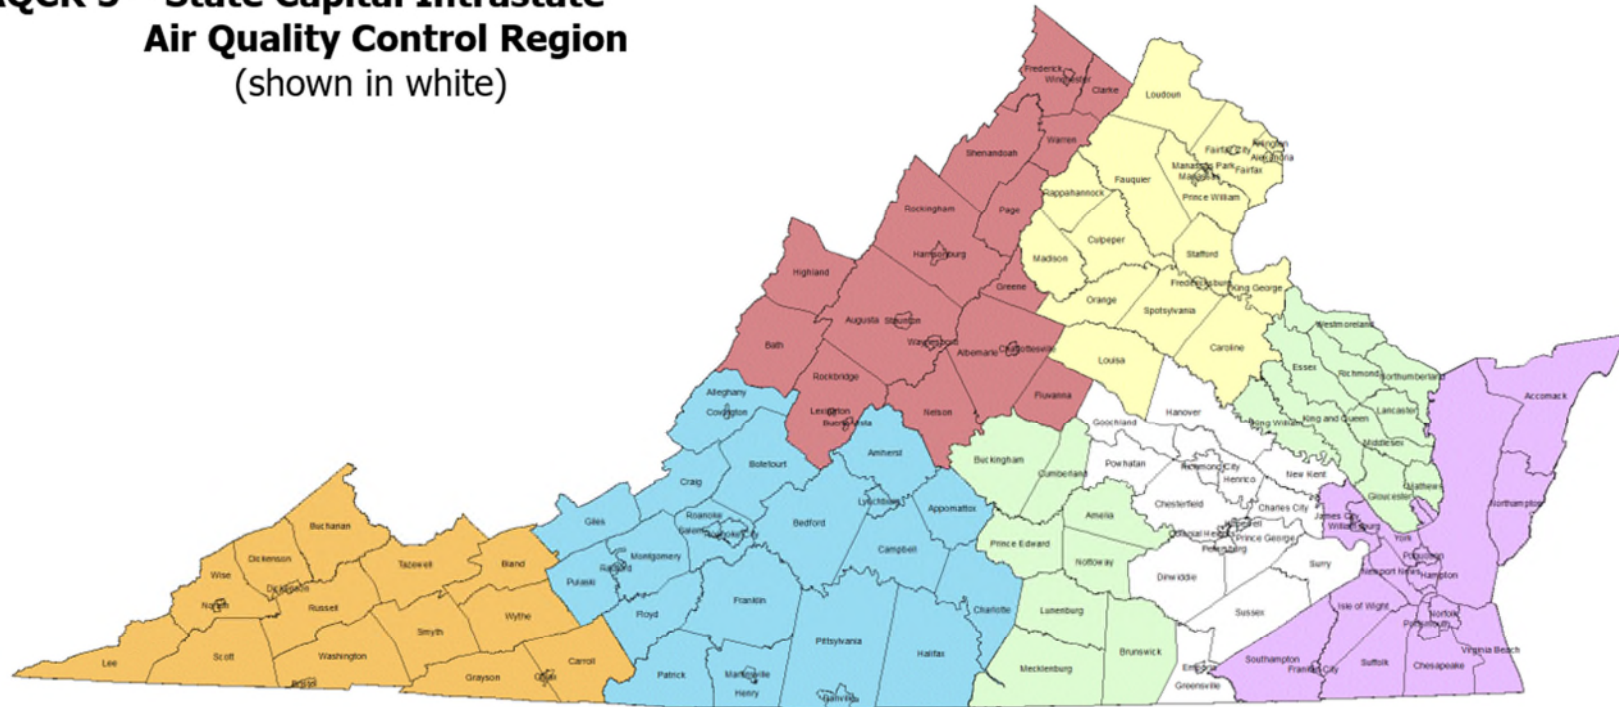 AQCR 5 – State Capital Intrastate
Air Quality Control Region
(shown in white)
Frederick
Winchester
Clarke
Loudoun
Warren
Shenandoah
Fairfax City
Arlington
Alexandria
Manassas Park
Manassas
Fairfax
Fauquier
Rappahannock
Prince William
Rockingham
Page
Culpeper
Stafford
Madison
Harrisonburg
Highland
Greene
Fredericksburg
King George
Orange
Spotsylvania
Augusta
Staunton
Westmoreland
Bath
Waynesboro
Albemarle
Charlottesville
Louisa
Caroline
Essex
Richmond
Northumberland
Rockbridge
Alleghany
Covington
Lexington
Buena Vista
Nelson
Fluvanna
Goochland
Hanover
King William
King and Queen
Lancaster
Accomack
Middlesex
Amherst
Buckingham
Cumberland
Powhatan
Richmond City
Henrico
New Kent
Botetourt
Craig
Mathews
Gloucester
Northampton
Lynchburg
Appomattox
Chesterfield
Charles City
James City
Williamsburg
Roanoke
Salem
Roanoke City
Bedford
Amelia
Giles
Buchanan
Colonial Heights
Hopewell
Prince George
Petersburg
York
Prince Edward
Campbell
Nottoway
Poquoson
Dickenson
Tazewell
Bland
Montgomery
Radford
Pulaski
Wise
Dinwiddie
Surry
Newport News
Hampton
Dickenson
Norton
Russell
Wythe
Floyd
Franklin
Charlotte
Lunenburg
Sussex
Isle of Wight
Norfolk
Portsmouth
Smyth
Pittsylvania
Halifax
Brunswick
Virginia Beach
Lee
Scott
Washington
Carroll
Southampton
Franklin City
Suffolk
Chesapeake
Bristol
Grayson
Galax
Patrick
Martinsville
Henry
Danville
Mecklenburg
Emporia
Greensville